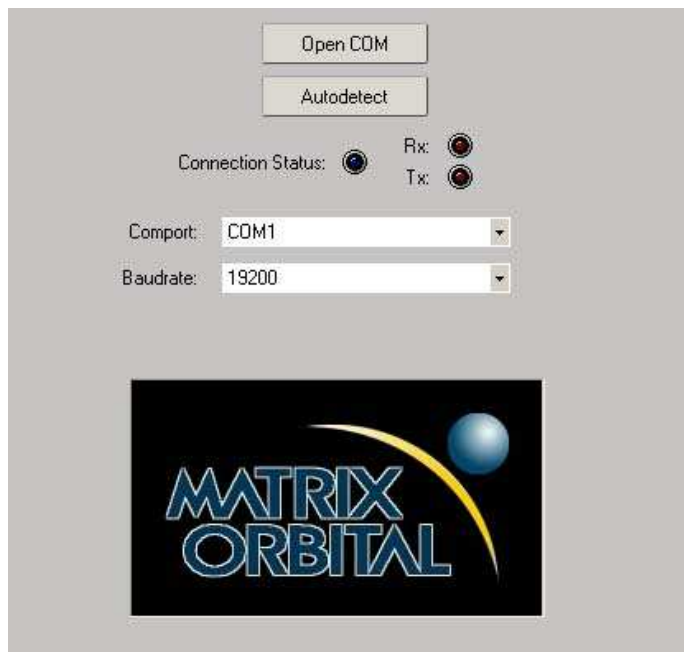 Open COM
Autodetect
Connection Status:
Rx:
Tx:
Comport: COM1
Baudrate: 19200
MATRIX
ORBITAL